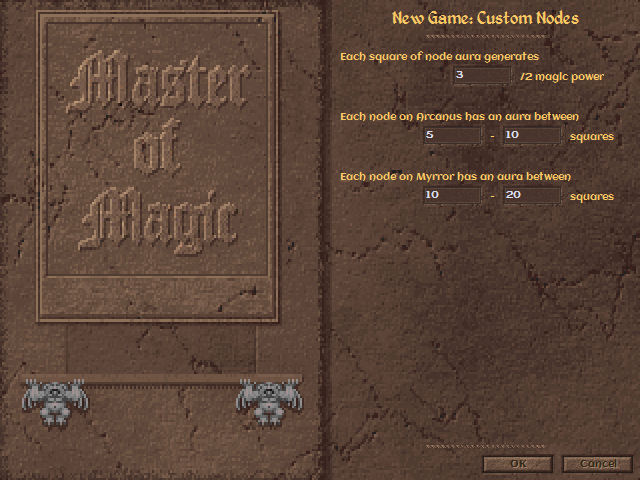 Master
of
Magic
New Game: Custom Nodes
Each square of node aura generates
3 /2 magic power
Each node on Arcanus has an aura between
5 - 10 squares
Each node on Myrror has an aura between
10 - 20 squares
OK Cancel